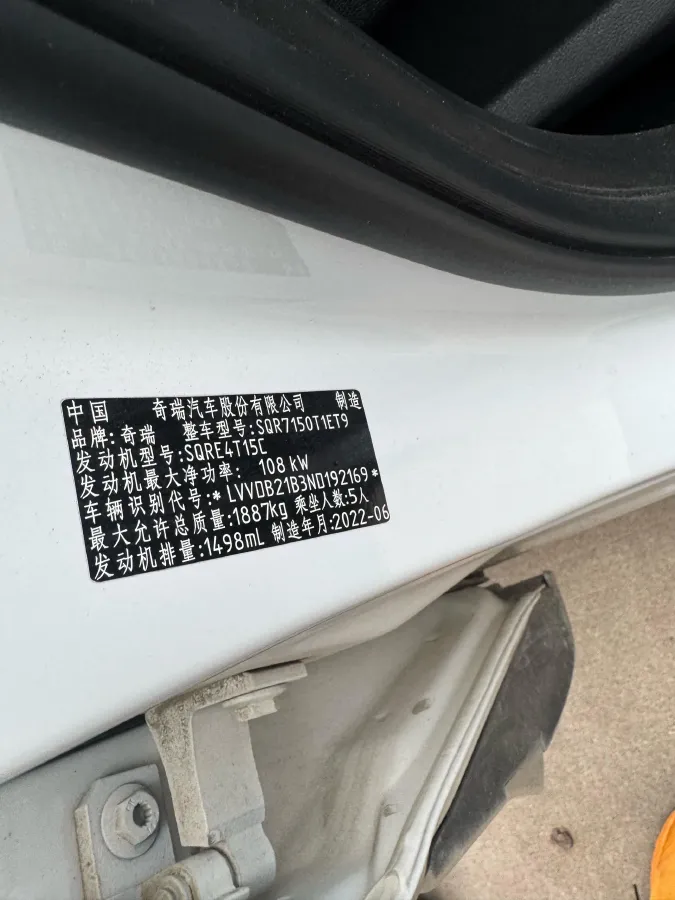 中国 奇瑞汽车股份有限公司 制造
品牌:奇瑞 整车型号:SQR7150T1ET9
发动机型号:SQRE4T15C
发动机最大净功率: 108 kW
车辆识别代号:* LVVDB21B3ND192169 *
最大允许总质量:1887kg 乘坐人数:5人
发动机排量:1498mL 制造年月:2022-06